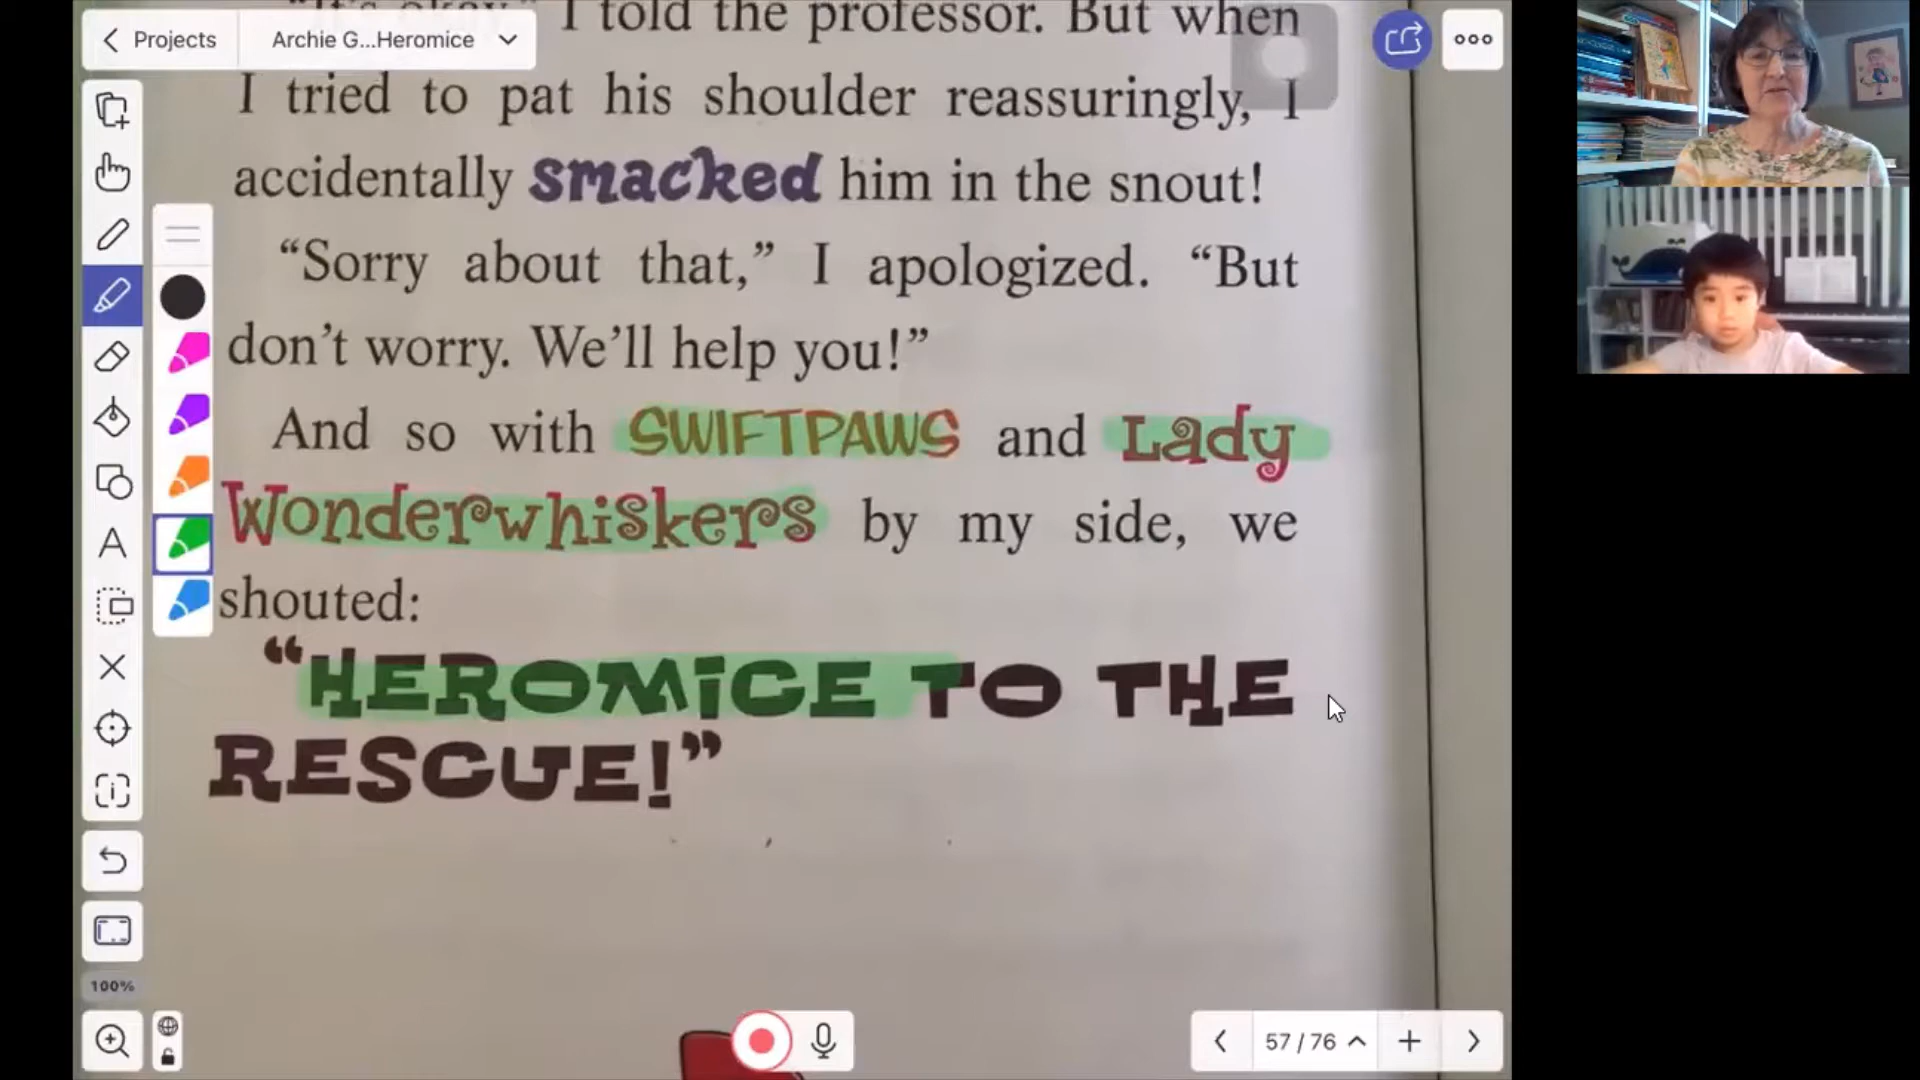 "It's okay," I told the professor. But when
Projects
Archie G...Heromice
I tried to pat his shoulder reassuringly, I
accidentally smacked him in the snout!
"Sorry about that," I apologized. "But
don't worry. We'll help you!"
And so with SWIFTPAWS and Lady
Wonderwhiskers by my side, we
shouted:
"HEROMICE TO THE
RESCUE!"
100%
57 / 76